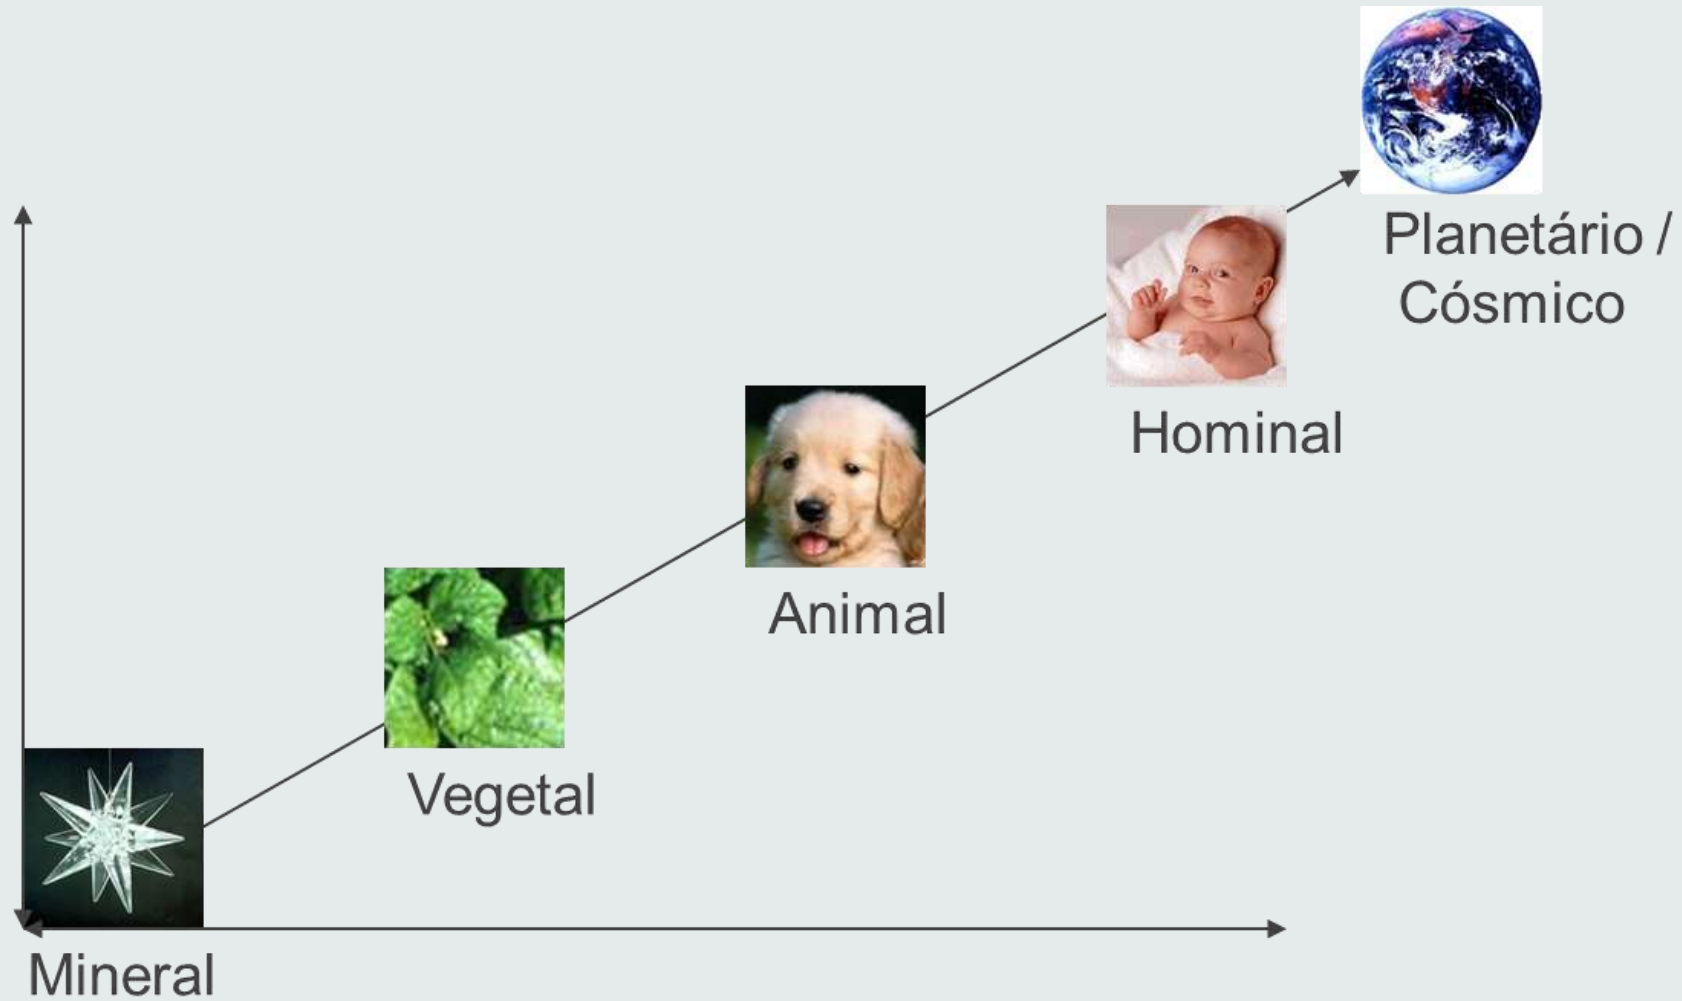 Planetário /
Cósmico
Hominal
Animal
Vegetal
Mineral